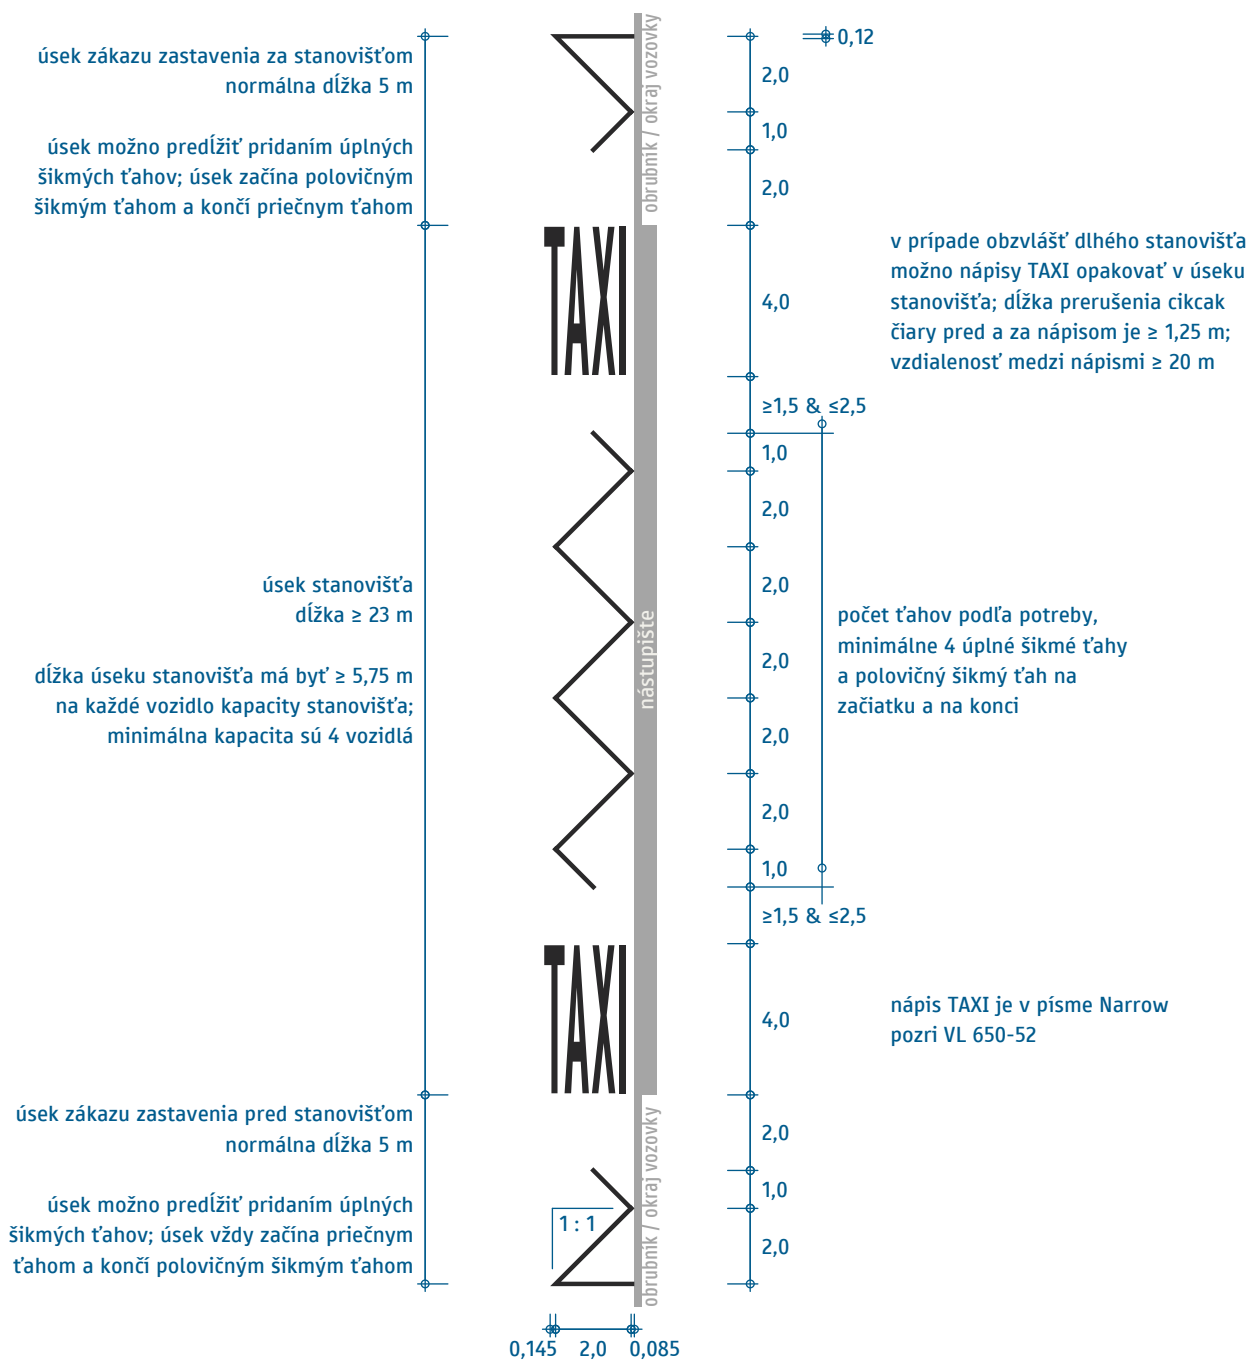 úsek zákazu zastavenia za stanovišťom
normálna dĺžka 5 m
úsek možno predĺžiť pridaním úplných
šikmých ťahov; úsek začína polovičným
šikmým ťahom a končí priečnym ťahom
úsek stanovišťa
dĺžka ≥ 23 m
dĺžka úseku stanovišťa má byť ≥ 5,75 m
na každé vozidlo kapacity stanovišťa;
minimálna kapacita sú 4 vozidlá
úsek zákazu zastavenia pred stanovišťom
normálna dĺžka 5 m
úsek možno predĺžiť pridaním úplných
šikmých ťahov; úsek vždy začína priečnym
ťahom a končí polovičným šikmým ťahom
TAXI
TAXI
1 : 1
0,145 2,0 0,085
obrubník / okraj vozovky
nástupište
obrubník / okraj vozovky
0,12
2,0
1,0
2,0
4,0
≥1,5 & ≤2,5
1,0
2,0
2,0
2,0
2,0
2,0
1,0
≥1,5 & ≤2,5
4,0
2,0
1,0
2,0
v prípade obzvlášť dlhého stanovišťa
možno nápisy TAXI opakovať v úseku
stanovišťa; dĺžka prerušenia cikcak
čiary pred a za nápisom je ≥ 1,25 m;
vzdialenosť medzi nápismi ≥ 20 m
počet ťahov podľa potreby,
minimálne 4 úplné šikmé ťahy
a polovičný šikmý ťah na
začiatku a na konci
nápis TAXI je v písme Narrow
pozri VL 650-52